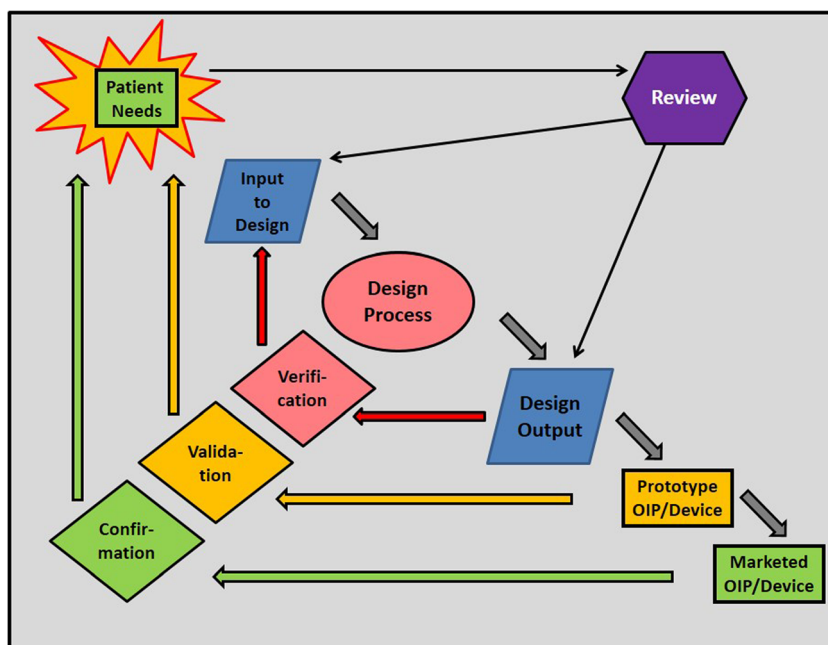 Patient
Needs
Review
Input
to
Design
Design
Process
Verifi-
cation
Design
Output
Valida-
tion
Prototype
OIP/Device
Confir-
mation
Marketed
OIP/Device